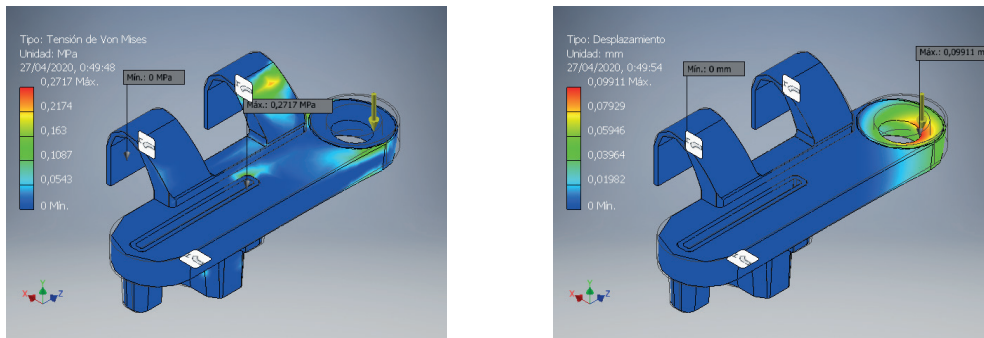 Tipo: Tensión de Von Mises
Unidad: MPa
27/04/2020, 0:49:48
0,2717 Máx.
0,2174
0,163
0,1087
0,0543
0 Mín.
Mín.: 0 MPa
Máx.: 0,2717 MPa
X
Y
Z
Tipo: Desplazamiento
Unidad: mm
27/04/2020, 0:49:54
0,09911 Máx.
0,07929
0,05946
0,03964
0,01982
0 Mín.
Mín.: 0 mm
Máx.: 0,09911 m
X
Y
Z